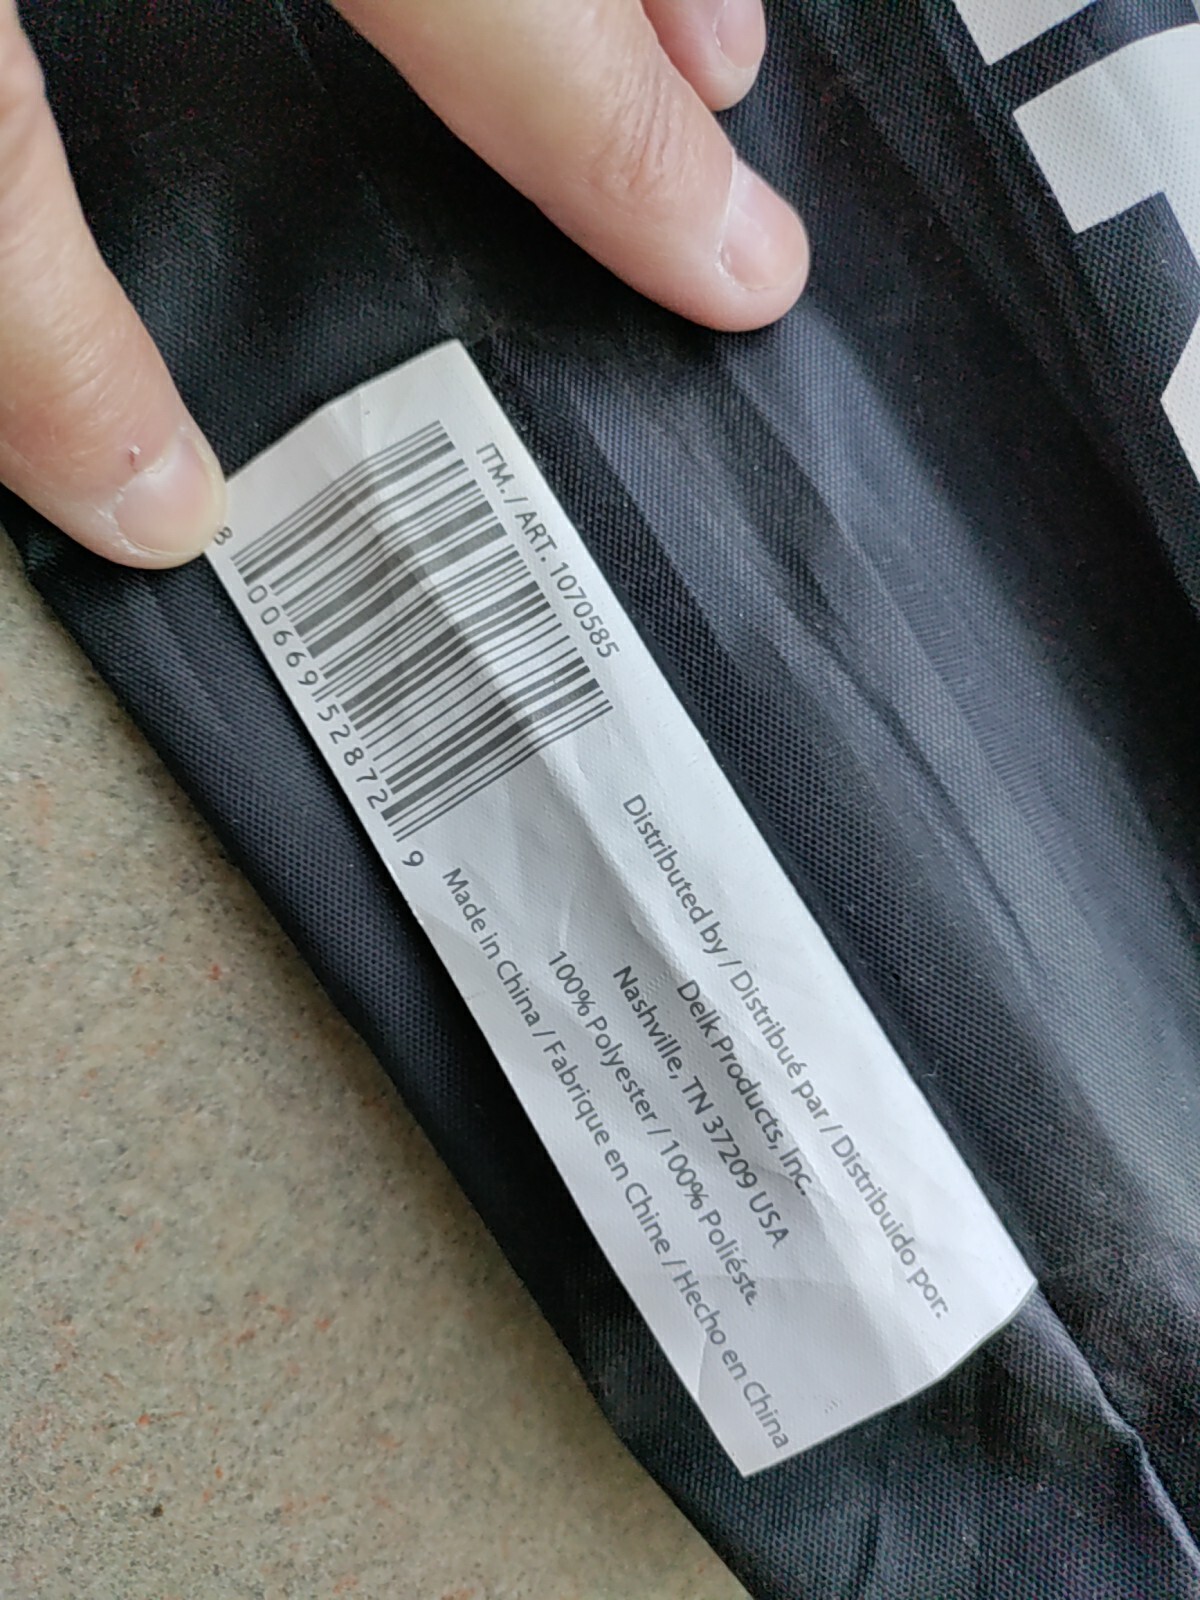 ITM. / ART. 1070585
8 00669 52872 9
Distributed by / Distribué par / Distribuido por:
Delk Products, Inc.
Nashville, TN 37209 USA
100% Polyester / 100% Poliéste
Made in China / Fabrique en Chine / Hecho en China